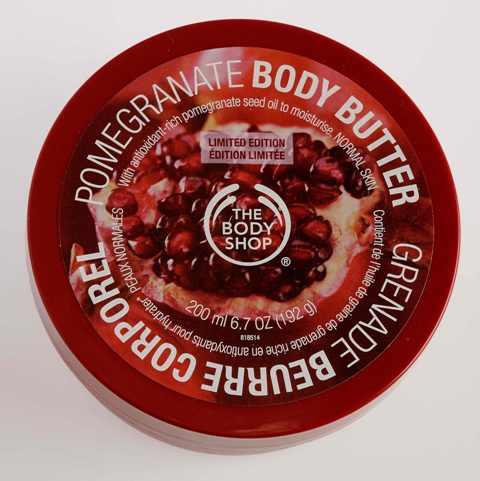 POMEGRANATE BODY BUTTER
With antioxidant-rich pomegranate seed oil to moisturise. NORMAL SKIN
LIMITED EDITION
ÉDITION LIMITÉE
THE
BODY
SHOP
®
200 ml 6.7 OZ (192 g)
818514
Contient de l'huile de graine de grenade riche en antioxydants pour hydrater* PEAUX NORMALES
GRENADE BEURRE CORPOREL